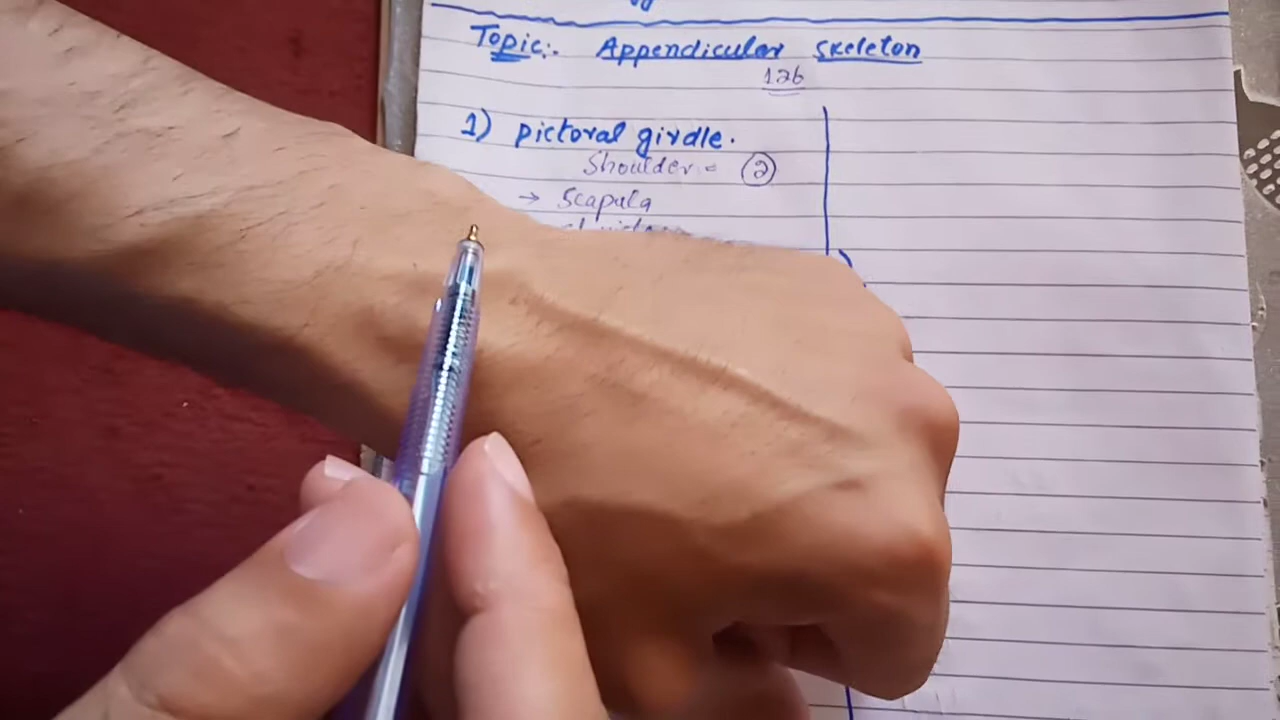 Topic:. Appendicular skeleton
126
1) pictoral girdle.
Shoulder = 2
→ Scapula